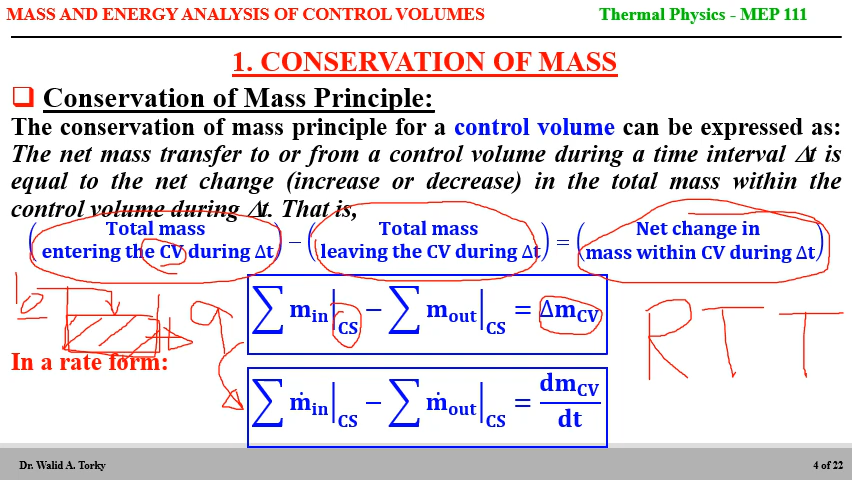 MASS AND ENERGY ANALYSIS OF CONTROL VOLUMES Thermal Physics - MEP 111
1. CONSERVATION OF MASS
❑ Conservation of Mass Principle:
The conservation of mass principle for a control volume can be expressed as:
The net mass transfer to or from a control volume during a time interval Δt is
equal to the net change (increase or decrease) in the total mass within the
control volume during Δt. That is,
(Total mass entering the CV during Δt) − (Total mass leaving the CV during Δt) = (Net change in mass within CV during Δt)
∑ m_in|_CS − ∑ m_out|_CS = Δm_CV
10
R T T
In a rate form:
∑ ṁ_in|_CS − ∑ ṁ_out|_CS = dm_CV/dt
Dr. Walid A. Torky 4 of 22